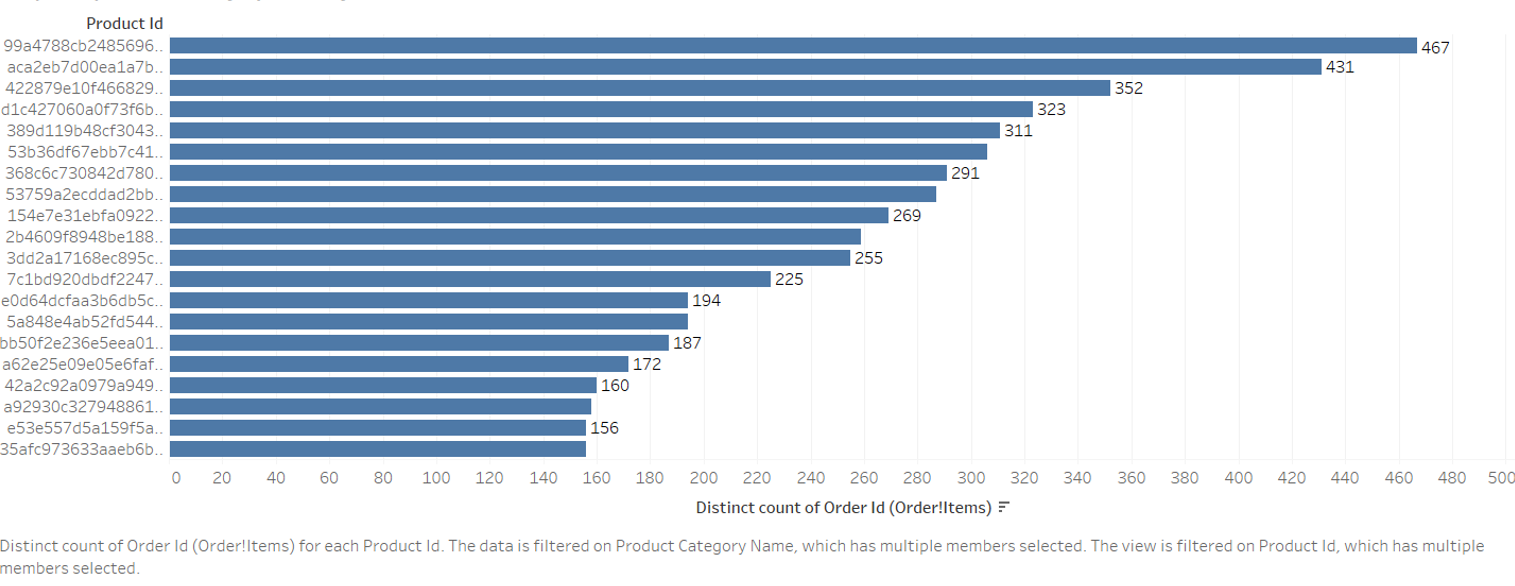 Product Id
99a4788cb2485696.. 467
aca2eb7d00ea1a7b.. 431
422879e10f466829.. 352
d1c427060a0f73f6b.. 323
389d119b48cf3043.. 311
53b36df67ebb7c41..
368c6c730842d780.. 291
53759a2ecddad2bb..
154e7e31ebfa0922.. 269
2b4609f8948be188..
3dd2a17168ec895c.. 255
7c1bd920dbdf2247.. 225
e0d64dcfaa3b6db5c.. 194
5a848e4ab52fd544..
bb50f2e236e5eea01.. 187
a62e25e09e05e6faf.. 172
42a2c92a0979a949.. 160
a92930c327948861..
e53e557d5a159f5a.. 156
35afc973633aaeb6b..
0 20 40 60 80 100 120 140 160 180 200 220 240 260 280 300 320 340 360 380 400 420 440 460 480 500
Distinct count of Order Id (Order!Items)
Distinct count of Order Id (Order!Items) for each Product Id. The data is filtered on Product Category Name, which has multiple members selected. The view is filtered on Product Id, which has multiple
members selected.